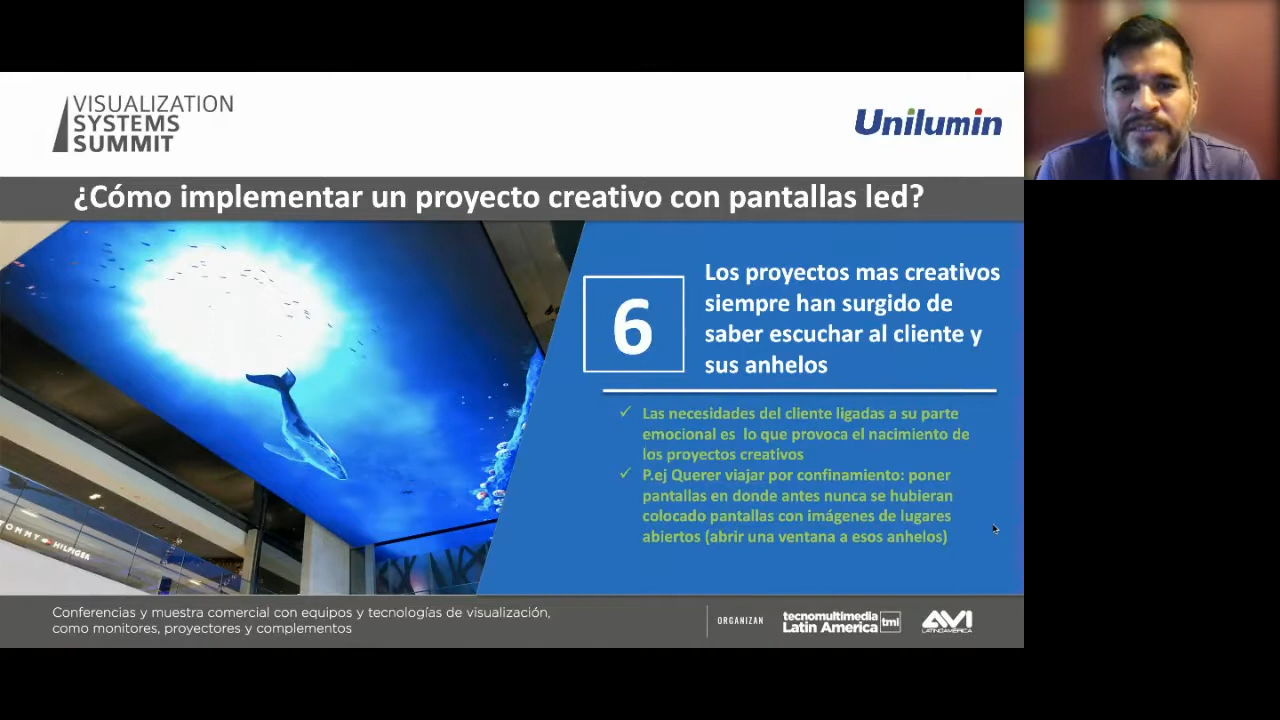 VISUALIZATION
SYSTEMS
SUMMIT
Unilumin
¿Cómo implementar un proyecto creativo con pantallas led?
6
Los proyectos mas creativos
siempre han surgido de
saber escuchar al cliente y
sus anhelos
✓ Las necesidades del cliente ligadas a su parte
emocional es lo que provoca el nacimiento de
los proyectos creativos
✓ P.ej Querer viajar por confinamiento: poner
pantallas en donde antes nunca se hubieran
colocado pantallas con imágenes de lugares
abiertos (abrir una ventana a esos anhelos)
TOMMY HILFIGER
Conferencias y muestra comercial con equipos y tecnologías de visualización,
como monitores, proyectores y complementos
ORGANIZAN
tecnomultimedia
Latin America tmi
AVI
LATINOAMÉRICA